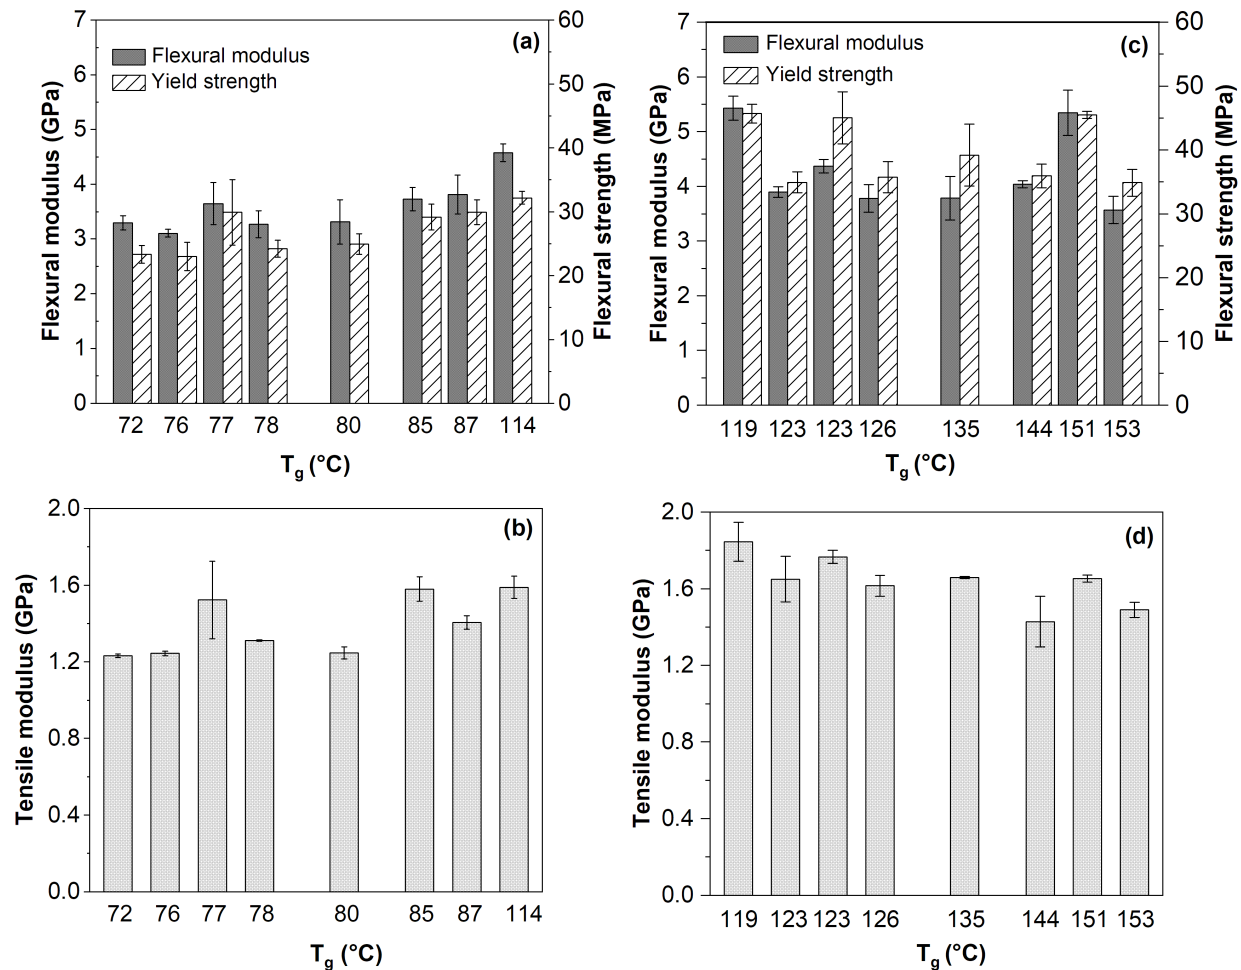 (a)
Flexural modulus
Yield strength
7
6
5
4
3
2
1
0
Flexural modulus (GPa)
60
50
40
30
20
10
0
Flexural strength (MPa)
72 76 77 78 80 85 87 114
Tg (°C)
(c)
Flexural modulus
Yield strength
7
6
5
4
3
2
1
0
Flexural modulus (GPa)
60
50
40
30
20
10
0
Flexural strength (MPa)
119 123 123 126 135 144 151 153
Tg (°C)
(b)
2.0
1.6
1.2
0.8
0.4
0.0
Tensile modulus (GPa)
72 76 77 78 80 85 87 114
Tg (°C)
(d)
2.0
1.6
1.2
0.8
0.4
0.0
Tensile modulus (GPa)
119 123 123 126 135 144 151 153
Tg (°C)